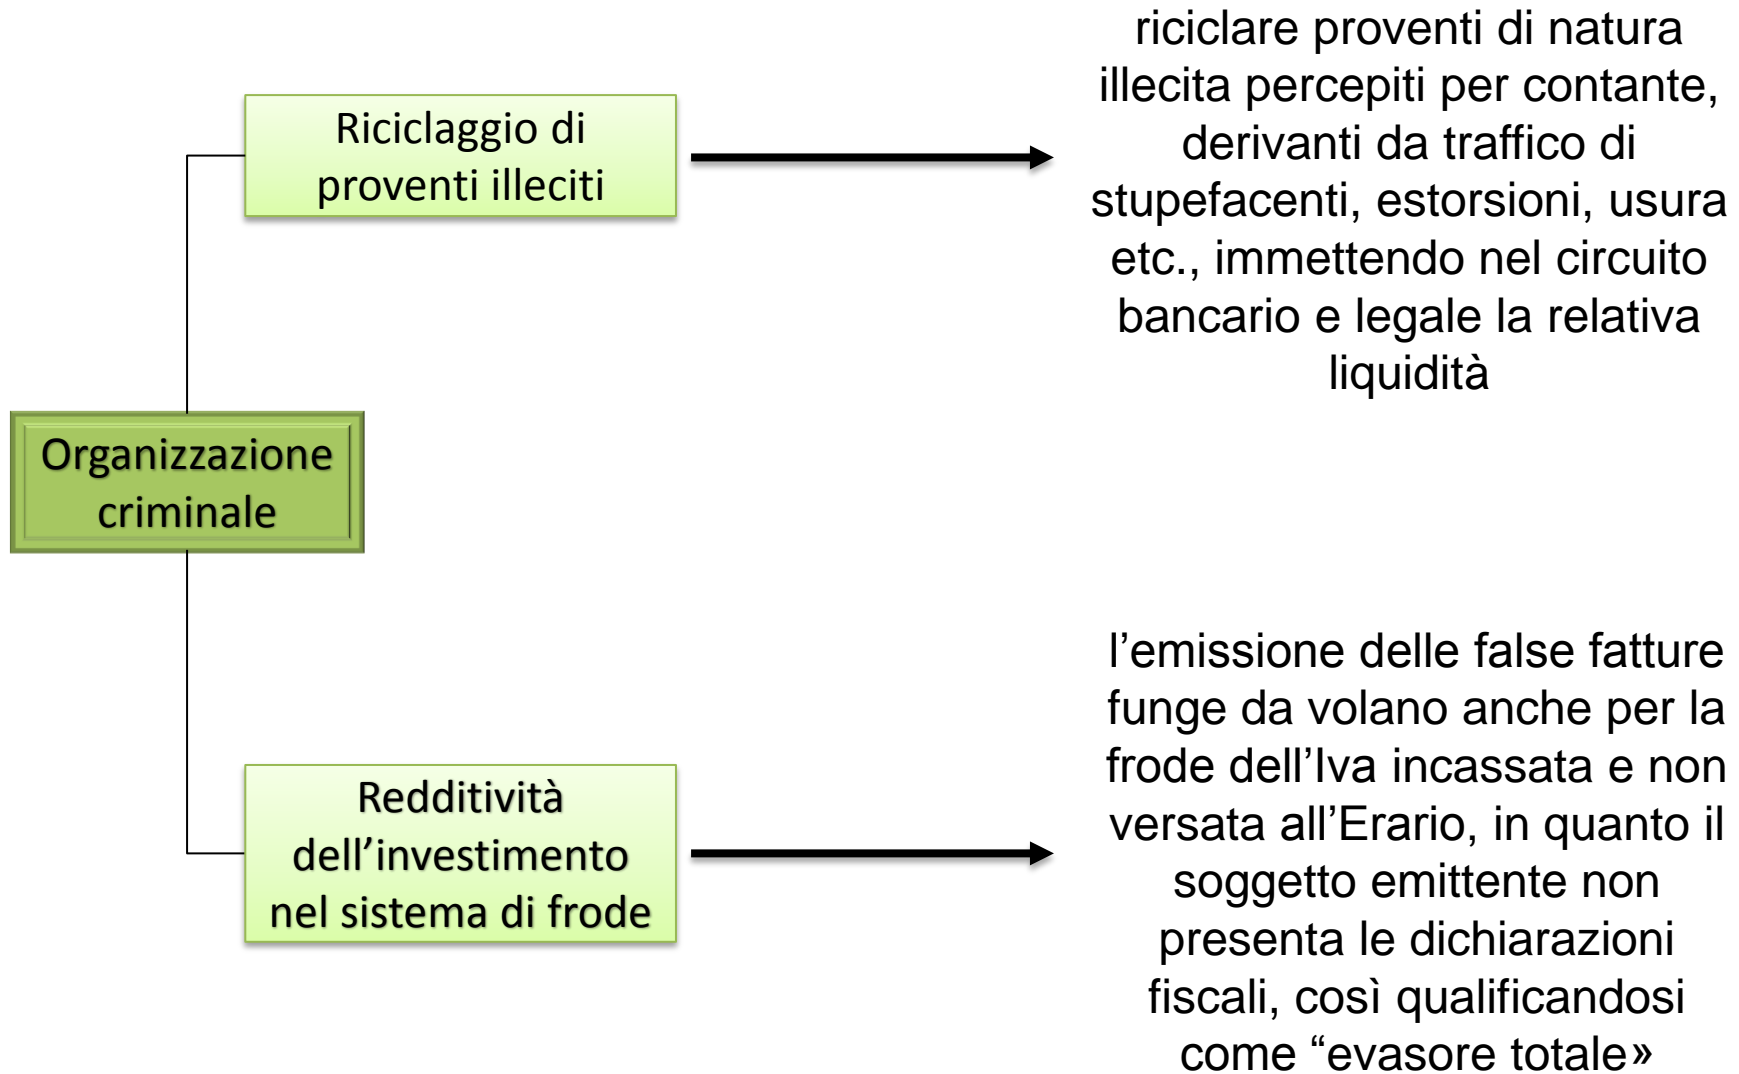 riciclare proventi di natura
illecita percepiti per contante,
derivanti da traffico di
stupefacenti, estorsioni, usura
etc., immettendo nel circuito
bancario e legale la relativa
liquidità
Riciclaggio di
proventi illeciti
Organizzazione
criminale
Redditività
dell’investimento
nel sistema di frode
l’emissione delle false fatture
funge da volano anche per la
frode dell’Iva incassata e non
versata all’Erario, in quanto il
soggetto emittente non
presenta le dichiarazioni
fiscali, così qualificandosi
come “evasore totale»